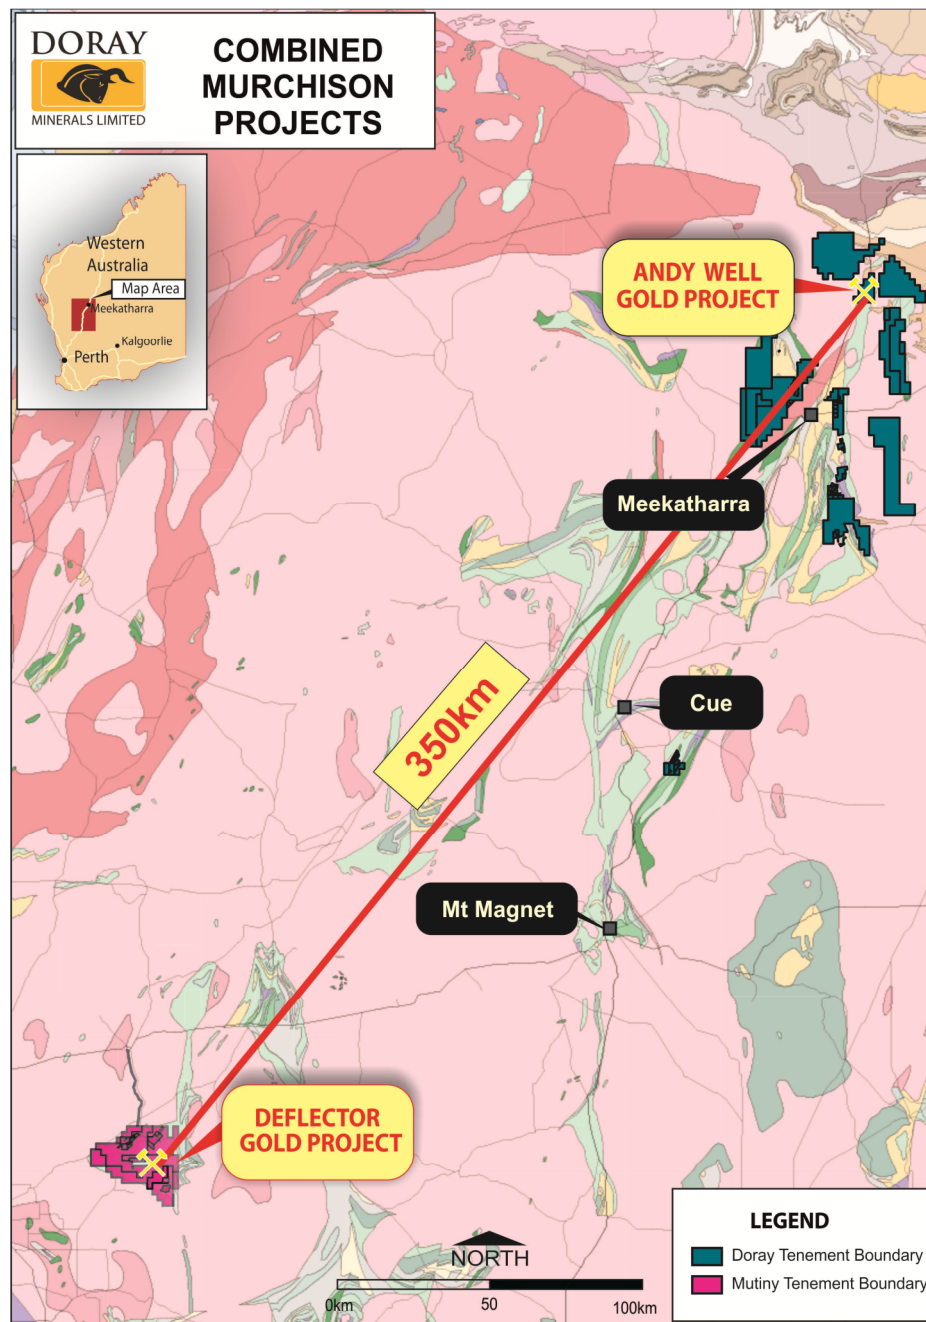 DORAY
MINERALS LIMITED
COMBINED
MURCHISON
PROJECTS
Western
Australia
Map Area
Meekatharra
Kalgoorlie
Perth
ANDY WELL
GOLD PROJECT
Meekatharra
350km
Cue
Mt Magnet
DEFLECTOR
GOLD PROJECT
NORTH
0km
50
100km
LEGEND
Doray Tenement Boundary
Mutiny Tenement Boundary